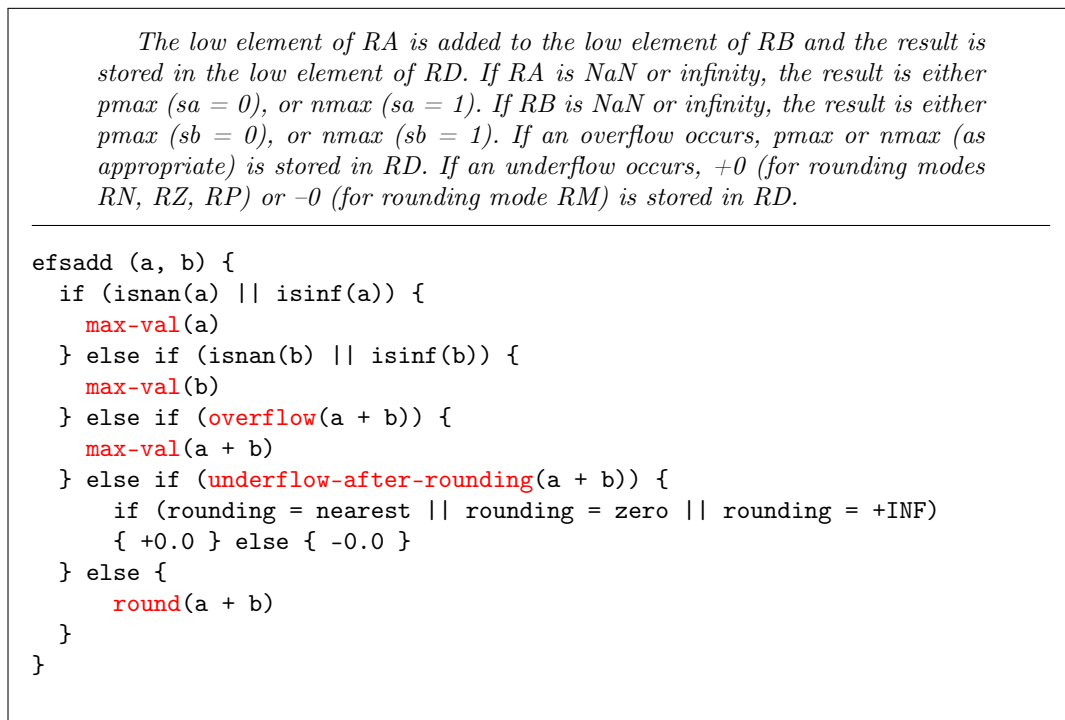 The low element of RA is added to the low element of RB and the result is
stored in the low element of RD. If RA is NaN or infinity, the result is either
pmax (sa = 0), or nmax (sa = 1). If RB is NaN or infinity, the result is either
pmax (sb = 0), or nmax (sb = 1). If an overflow occurs, pmax or nmax (as
appropriate) is stored in RD. If an underflow occurs, +0 (for rounding modes
RN, RZ, RP) or –0 (for rounding mode RM) is stored in RD.
efsadd (a, b) {
  if (isnan(a) || isinf(a)) {
    max-val(a)
  } else if (isnan(b) || isinf(b)) {
    max-val(b)
  } else if (overflow(a + b)) {
    max-val(a + b)
  } else if (underflow-after-rounding(a + b)) {
      if (rounding = nearest || rounding = zero || rounding = +INF)
      { +0.0 } else { -0.0 }
  } else {
      round(a + b)
  }
}